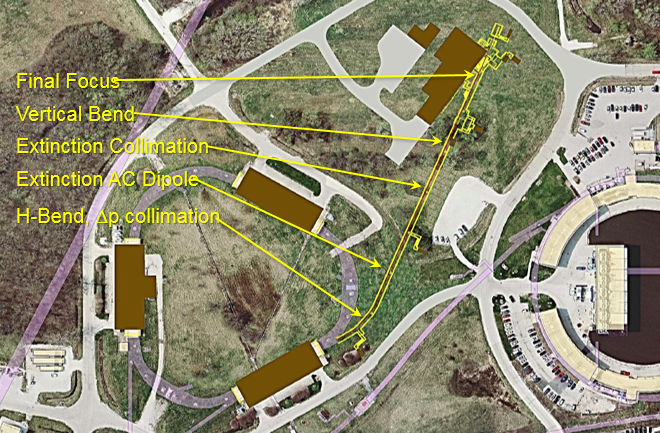 Final Focus
Vertical Bend
Extinction Collimation
Extinction AC Dipole
H-Bend, Δp collimation